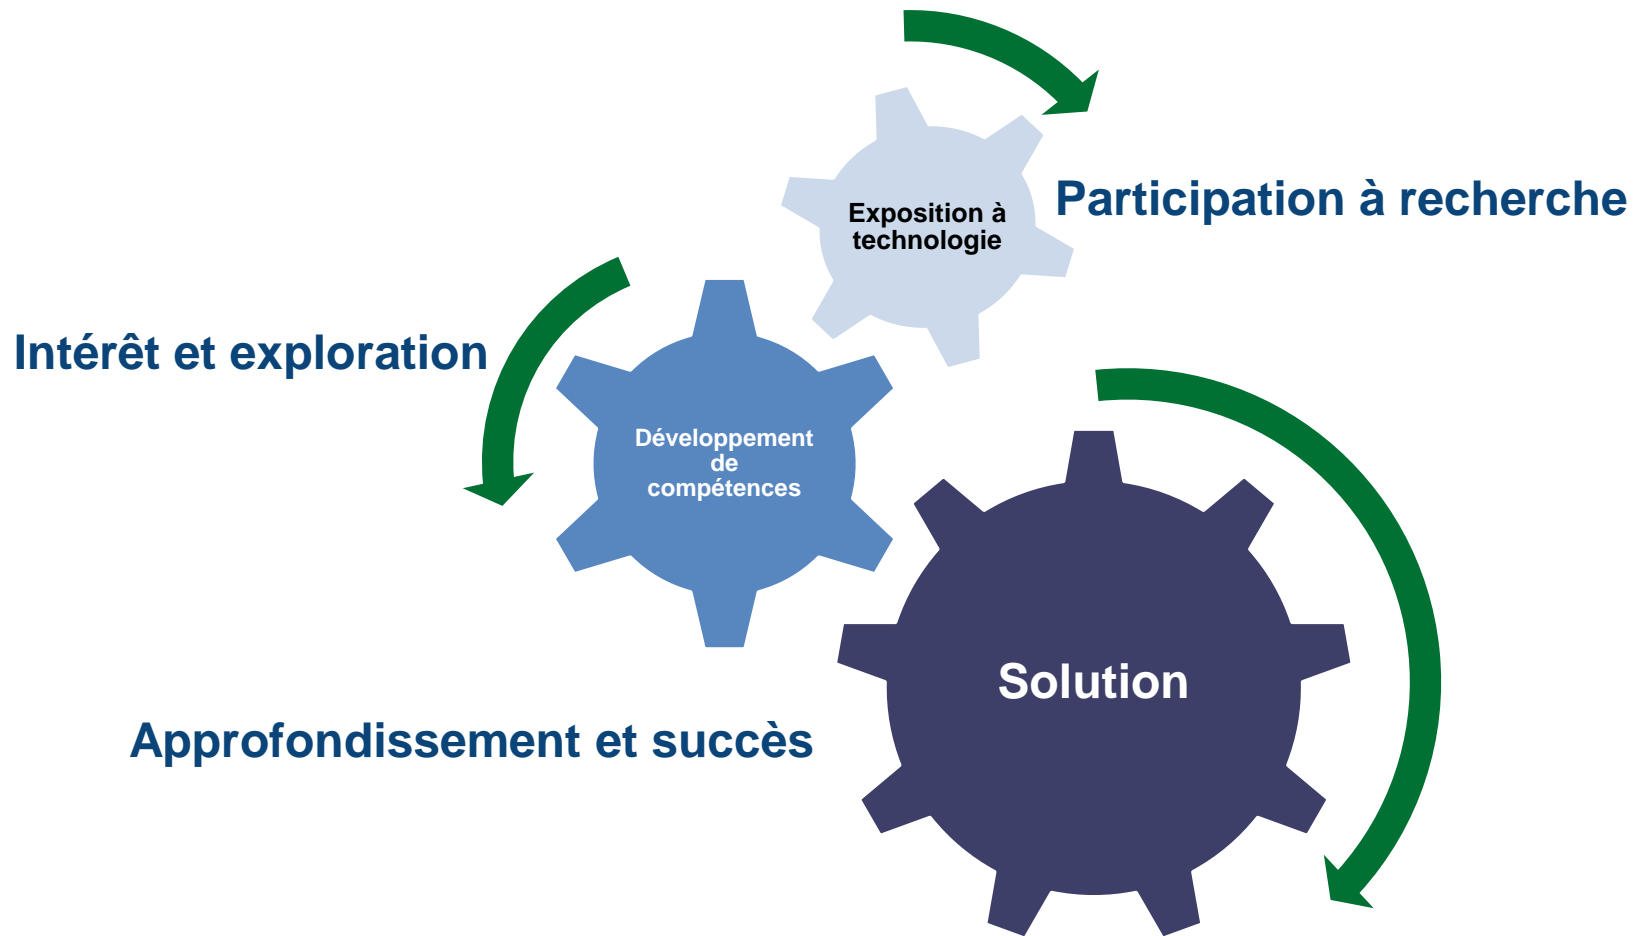 Exposition à
technologie
Participation à recherche
Intérêt et exploration
Développement
de
compétences
Solution
Approfondissement et succès